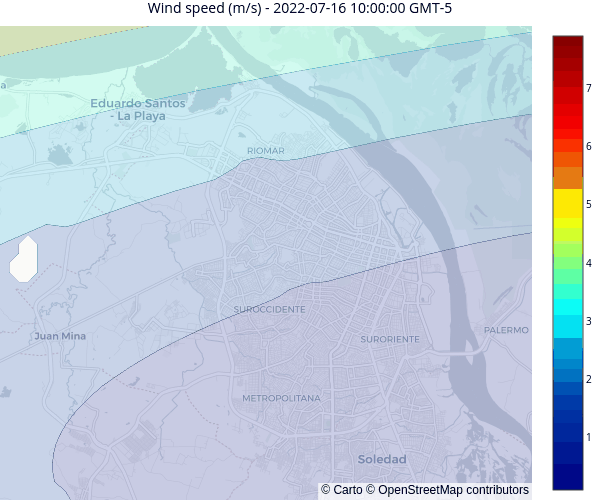 Wind speed (m/s) - 2022-07-16 10:00:00 GMT-5
a
Eduardo Santos
- La Playa
RIOMAR
SUROCCIDENTE
Juan Mina
SURORIENTE
PALERMO
METROPOLITANA
Soledad
© Carto © OpenStreetMap contributors
7
6
5
4
3
2
1